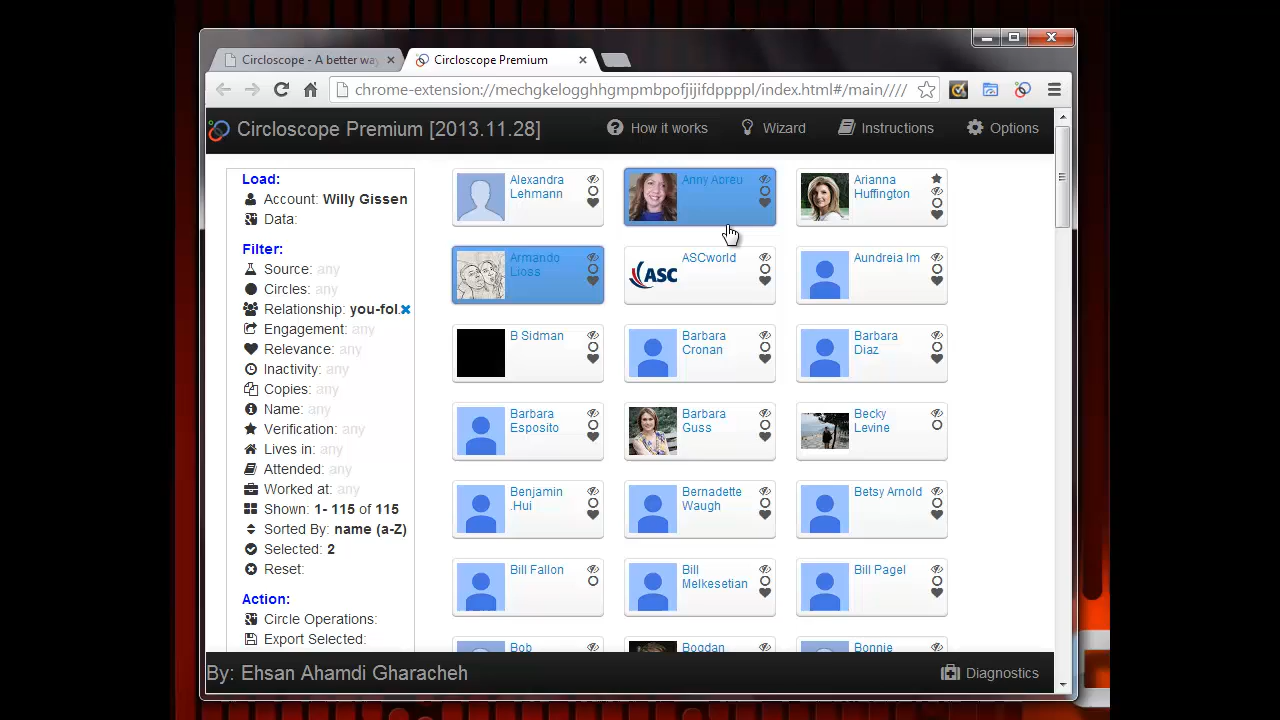 Circloscope - A better way
Circloscope Premium
chrome-extension://mechgkelogghhgmpmbpofjijifdppppl/index.html#/main////
Circloscope Premium [2013.11.28]
How it works
Wizard
Instructions
Options
Load:
Account: Willy Gissen
Data:
Filter:
Source: any
Circles: any
Relationship: you-fol.
Engagement: any
Relevance: any
Inactivity: any
Copies: any
Name: any
Verification: any
Lives in: any
Attended: any
Worked at: any
Shown: 1- 115 of 115
Sorted By: name (a-Z)
Selected: 2
Reset:
Action:
Circle Operations:
Export Selected:
Alexandra
Lehmann
Anny Abreu
Arianna
Huffington
Armando
Lioss
ASC
ASCworld
Aundreia Im
B Sidman
Barbara
Cronan
Barbara
Diaz
Barbara
Esposito
Barbara
Guss
Becky
Levine
Benjamin
.Hui
Bernadette
Waugh
Betsy Arnold
Bill Fallon
Bill
Melkesetian
Bill Pagel
Bob
Bogdan
Bonnie
By: Ehsan Ahamdi Gharacheh
Diagnostics